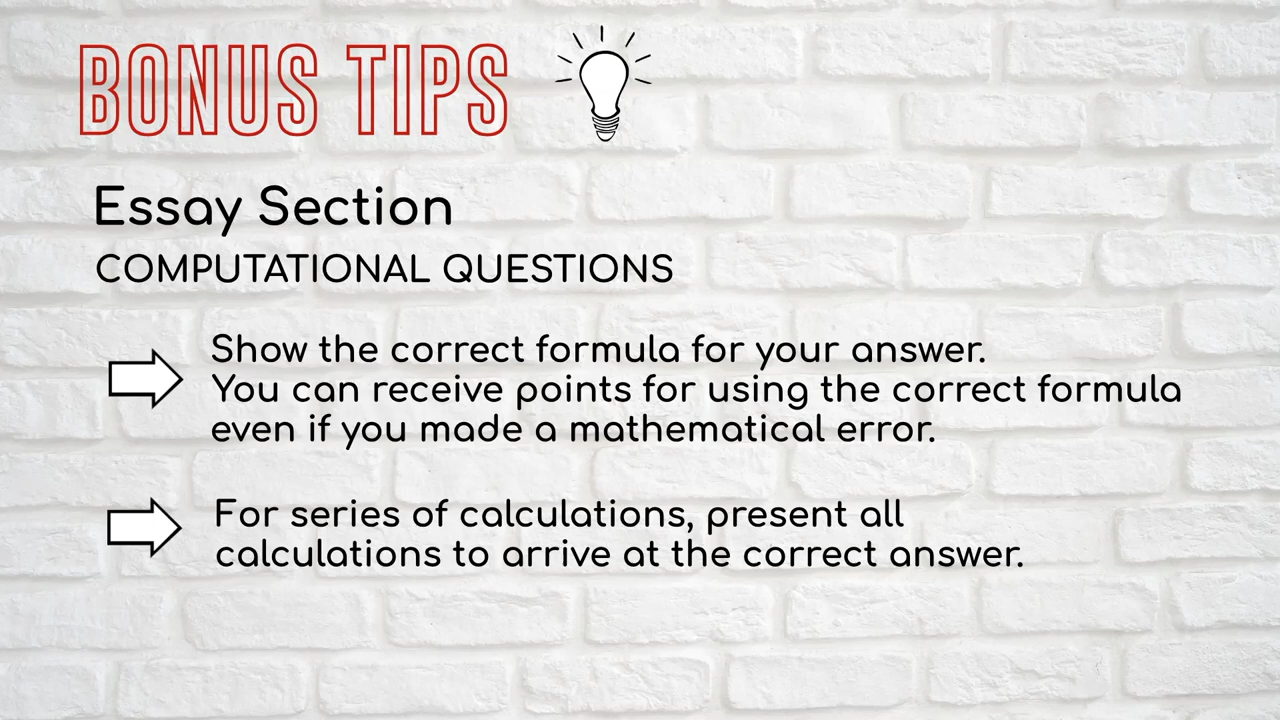 BONUS TIPS
Essay Section
COMPUTATIONAL QUESTIONS
Show the correct formula for your answer.
You can receive points for using the correct formula
even if you made a mathematical error.
For series of calculations, present all
calculations to arrive at the correct answer.